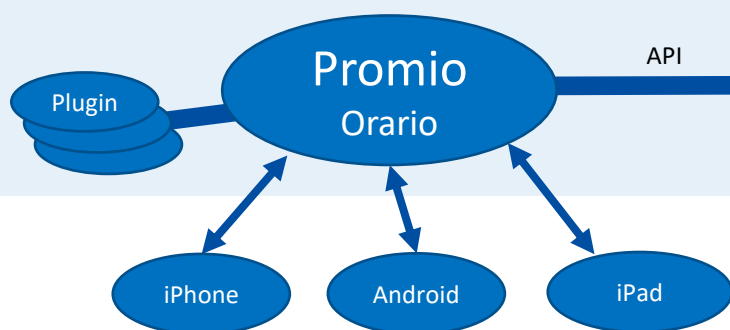 Promio
Orario
API
Plugin
iPhone
Android
iPad